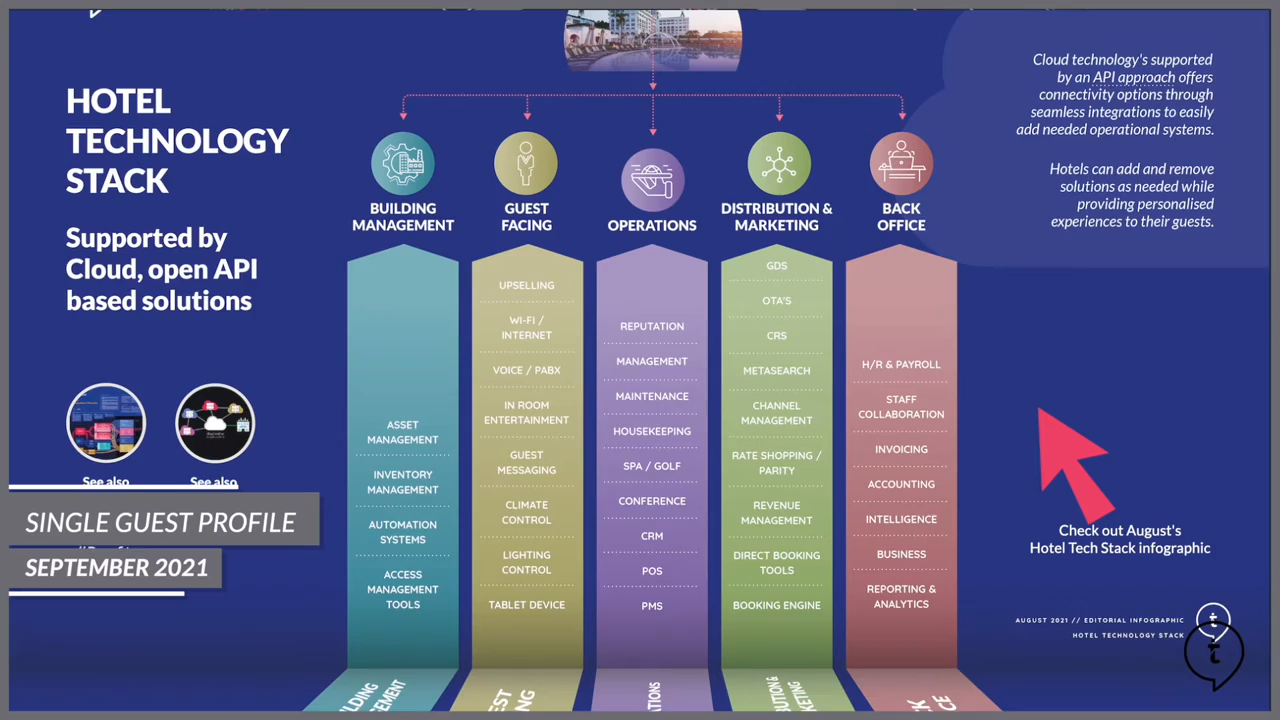 HOTEL
TECHNOLOGY
STACK
Supported by
Cloud, open API
based solutions
See also
See also
SINGLE GUEST PROFILE
SEPTEMBER 2021
BUILDING
MANAGEMENT
ASSET
MANAGEMENT
INVENTORY
MANAGEMENT
AUTOMATION
SYSTEMS
ACCESS
MANAGEMENT
TOOLS
GUEST
FACING
UPSELLING
WI-FI /
INTERNET
VOICE / PABX
IN ROOM
ENTERTAINMENT
GUEST
MESSAGING
CLIMATE
CONTROL
LIGHTING
CONTROL
TABLET DEVICE
OPERATIONS
REPUTATION
MANAGEMENT
MAINTENANCE
HOUSEKEEPING
SPA / GOLF
CONFERENCE
CRM
POS
PMS
DISTRIBUTION &
MARKETING
GDS
OTA'S
CRS
METASEARCH
CHANNEL
MANAGEMENT
RATE SHOPPING /
PARITY
REVENUE
MANAGEMENT
DIRECT BOOKING
TOOLS
BOOKING ENGINE
BACK
OFFICE
H/R & PAYROLL
STAFF
COLLABORATION
INVOICING
ACCOUNTING
INTELLIGENCE
BUSINESS
REPORTING &
ANALYTICS
Cloud technology's supported
by an API approach offers
connectivity options through
seamless integrations to easily
add needed operational systems.
Hotels can add and remove
solutions as needed while
providing personalised
experiences to their guests.
Check out August's
Hotel Tech Stack infographic
AUGUST 2021 // EDITORIAL INFOGRAPHIC
HOTEL TECHNOLOGY STACK
t
t